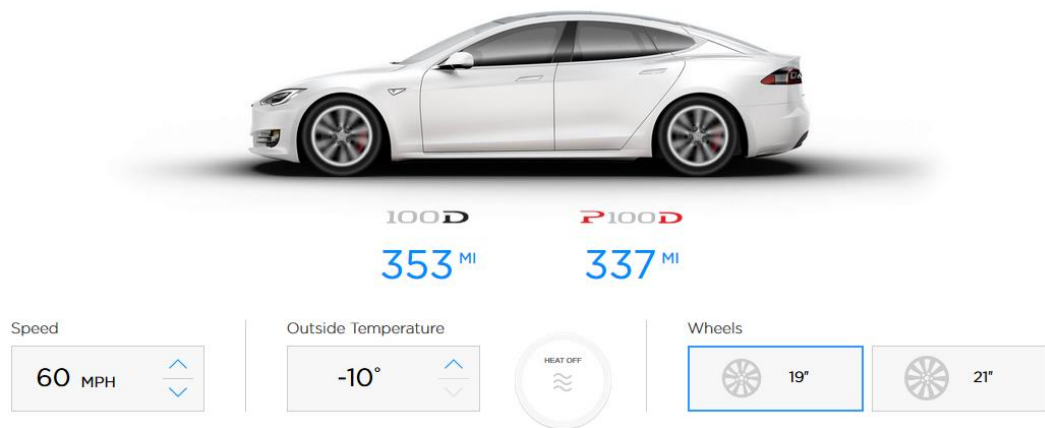 100D P100D
353 MI 337 MI
Speed Outside Temperature Wheels
60 MPH -10° HEAT OFF 19" 21"